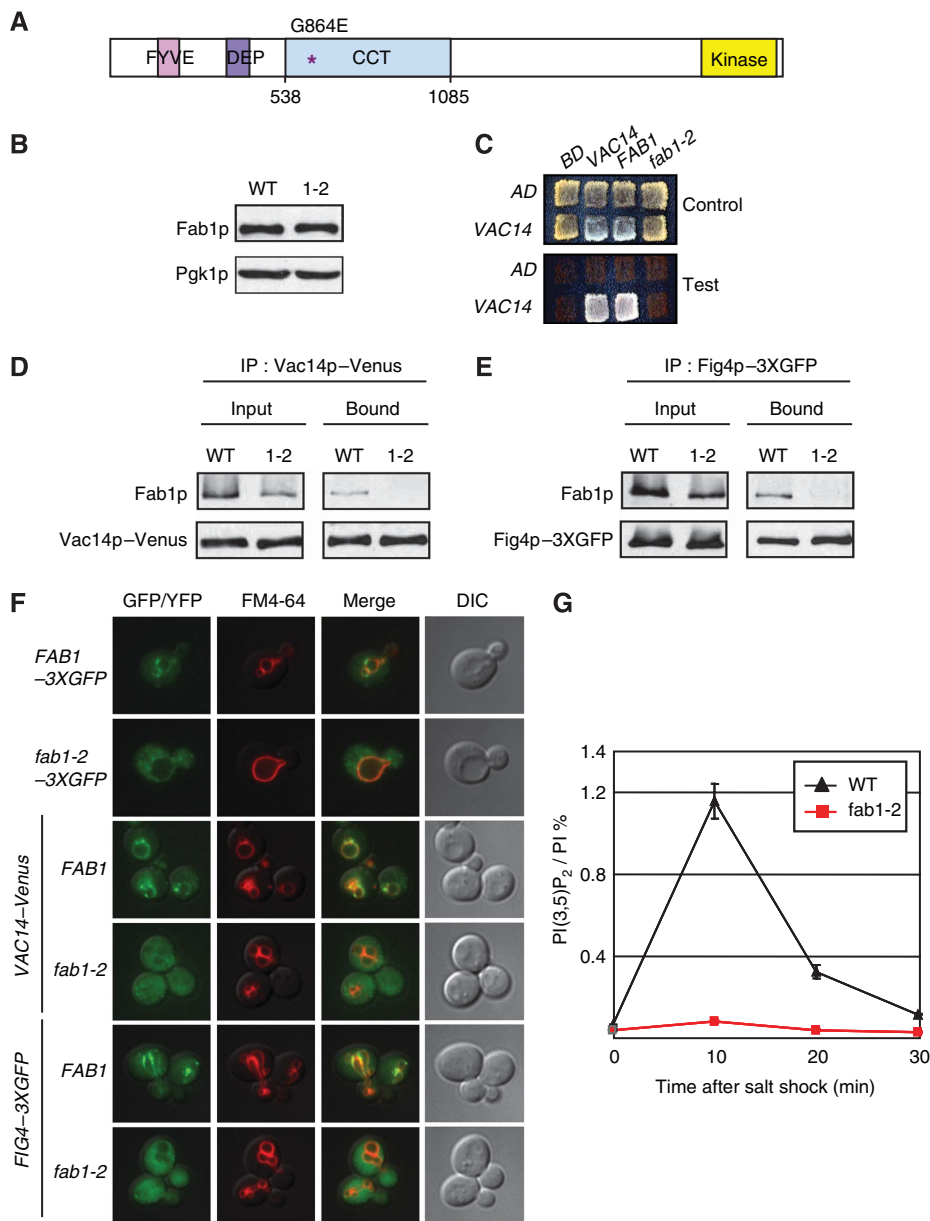 A
G864E
FYVE
DEP
* CCT
Kinase
538
1085
B
WT 1-2
Fab1p
Pgk1p
C
BD VAC14 FAB1 fab1-2
AD
VAC14
Control
AD
VAC14
Test
D
IP : Vac14p–Venus
Input Bound
WT 1-2 WT 1-2
Fab1p
Vac14p–Venus
E
IP : Fig4p–3XGFP
Input Bound
WT 1-2 WT 1-2
Fab1p
Fig4p–3XGFP
F
GFP/YFP FM4-64 Merge DIC
FAB1
–3XGFP
fab1-2
–3XGFP
VAC14–Venus
FAB1
fab1-2
FIG4–3XGFP
FAB1
fab1-2
G
PI(3,5)P2 / PI %
1.4
1.2
0.8
0.4
WT
fab1-2
0 10 20 30
Time after salt shock (min)